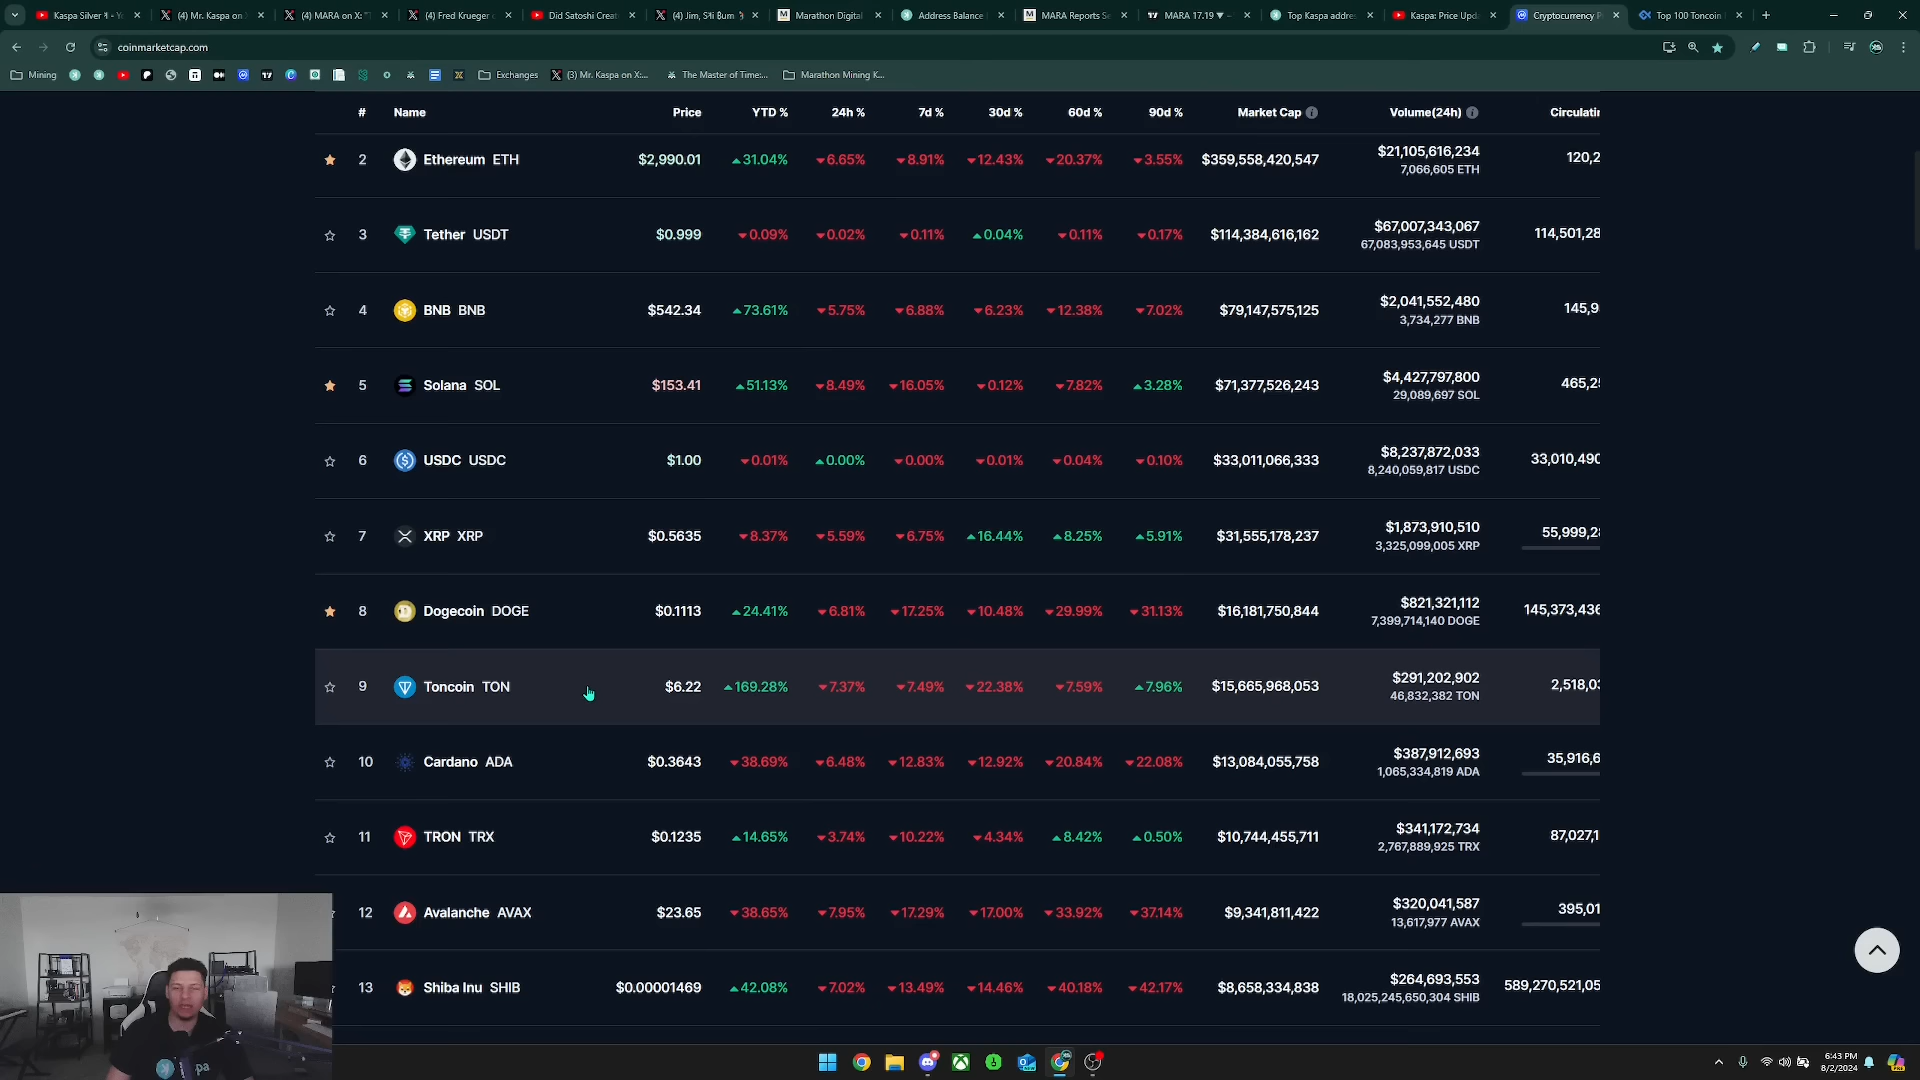 Kaspa Silver
(4) Mr. Kaspa on
(4) MARA on X: "T
(4) Fred Krueger
Did Satoshi Creat
Marathon Digital
Address Balance
MARA Reports Se
MARA 17.19 ▼ −
Top Kaspa addre
Kaspa: Price Upd
Cryptocurrency P
Top 100 Toncoin
coinmarketcap.com
Mining
Exchanges
(3) Mr. Kaspa on X:...
The Master of Time:...
Marathon Mining K...
# Name Price YTD % 24h % 7d % 30d % 60d % 90d % Market Cap Volume(24h) Circulatin
2 Ethereum ETH $2,990.01 31.04% 6.65% 8.91% 12.43% 20.37% 3.55% $359,558,420,547 $21,105,616,234 120,2
7,066,605 ETH
3 Tether USDT $0.999 0.09% 0.02% 0.11% 0.04% 0.11% 0.17% $114,384,616,162 $67,007,343,067 114,501,28
67,083,953,645 USDT
4 BNB BNB $542.34 73.61% 5.75% 6.88% 6.23% 12.38% 7.02% $79,147,575,125 $2,041,552,480 145,9
3,734,277 BNB
5 Solana SOL $153.41 51.13% 8.49% 16.05% 0.12% 7.82% 3.28% $71,377,526,243 $4,427,797,800 465,25
29,089,697 SOL
6 USDC USDC $1.00 0.01% 0.00% 0.00% 0.01% 0.04% 0.10% $33,011,066,333 $8,237,872,033 33,010,490
8,240,059,817 USDC
7 XRP XRP $0.5635 8.37% 5.59% 6.75% 16.44% 8.25% 5.91% $31,555,178,237 $1,873,910,510 55,999,28
3,325,099,005 XRP
8 Dogecoin DOGE $0.1113 24.41% 6.81% 17.25% 10.48% 29.99% 31.13% $16,181,750,844 $821,321,112 145,373,436
7,399,714,140 DOGE
9 Toncoin TON $6.22 169.28% 7.37% 7.49% 22.38% 7.59% 7.96% $15,665,968,053 $291,202,902 2,518,03
46,832,382 TON
10 Cardano ADA $0.3643 38.69% 6.48% 12.83% 12.92% 20.84% 22.08% $13,084,055,758 $387,912,693 35,916,6
1,065,334,819 ADA
11 TRON TRX $0.1235 14.65% 3.74% 10.22% 4.34% 8.42% 0.50% $10,744,455,711 $341,172,734 87,027,1
2,767,889,925 TRX
12 Avalanche AVAX $23.65 38.65% 7.95% 17.29% 17.00% 33.92% 37.14% $9,341,811,422 $320,041,587 395,01
13,617,977 AVAX
13 Shiba Inu SHIB $0.00001469 42.08% 7.02% 13.49% 14.46% 40.18% 42.17% $8,658,334,838 $264,693,553 589,270,521,05
18,025,245,650,304 SHIB
6:43 PM
8/2/2024